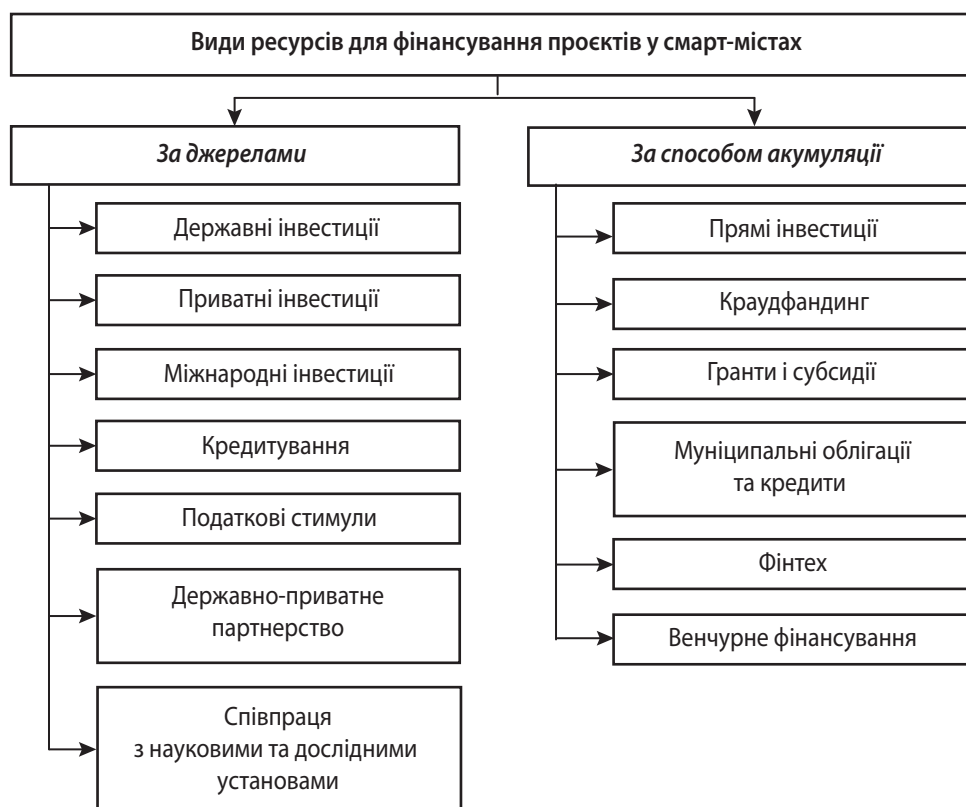 Види ресурсів для фінансування проєктів у смарт-містах
За джерелами
Державні інвестиції
Приватні інвестиції
Міжнародні інвестиції
Кредитування
Податкові стимули
Державно-приватне
партнерство
Співпраця
з науковими та дослідними
установами
За способом акумуляції
Прямі інвестиції
Краудфандинг
Гранти і субсидії
Муніципальні облігації
та кредити
Фінтех
Венчурне фінансування